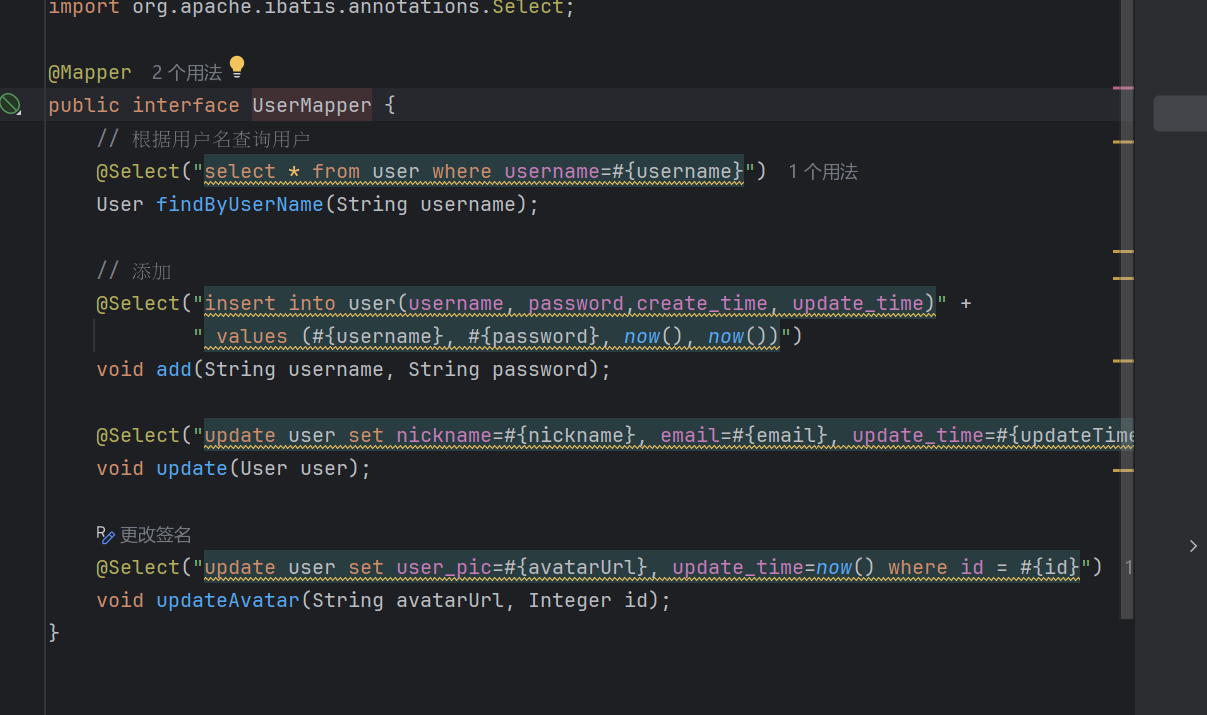 import org.apache.ibatis.annotations.Select;
@Mapper 2 个用法
public interface UserMapper {
// 根据用户名查询用户
@Select("select * from user where username=#{username}") 1 个用法
User findByUserName(String username);
// 添加
@Select("insert into user(username, password,create_time, update_time)" +
" values (#{username}, #{password}, now(), now())")
void add(String username, String password);
@Select("update user set nickname=#{nickname}, email=#{email}, update_time=#{updateTime
void update(User user);
更改签名
@Select("update user set user_pic=#{avatarUrl}, update_time=now() where id = #{id}") 1
void updateAvatar(String avatarUrl, Integer id);
}